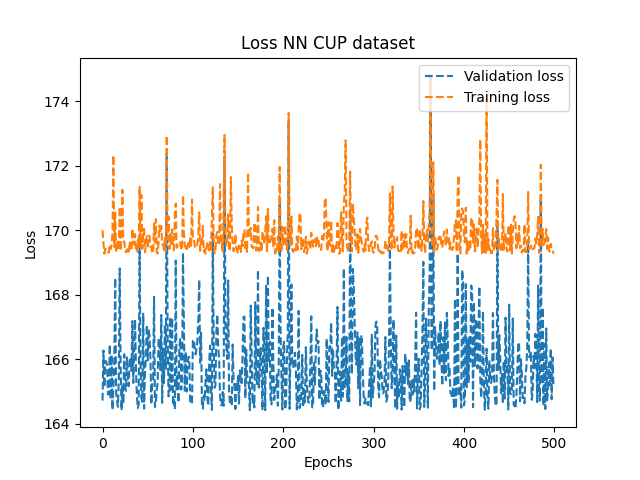 Loss NN CUP dataset
Validation loss
Training loss
174
172
170
168
166
164
Loss
0
100
200
300
400
500
Epochs